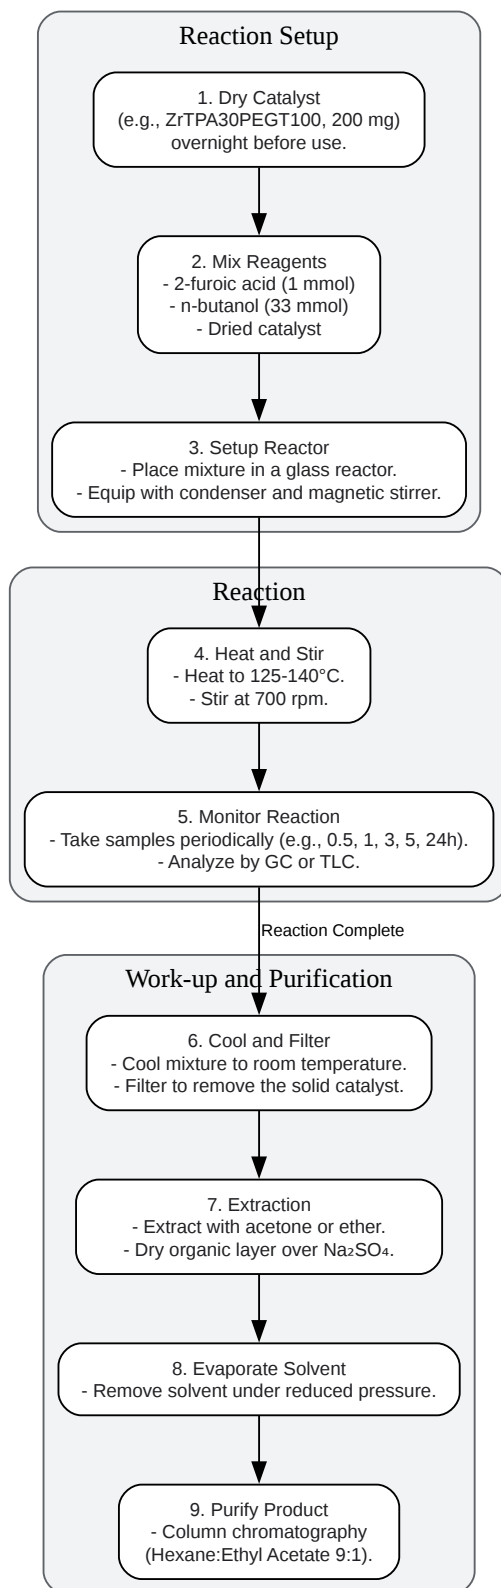 Reaction Setup
1. Dry Catalyst
(e.g., ZrTPA30PEGT100, 200 mg)
overnight before use.
2. Mix Reagents
- 2-furoic acid (1 mmol)
- n-butanol (33 mmol)
- Dried catalyst
3. Setup Reactor
- Place mixture in a glass reactor.
- Equip with condenser and magnetic stirrer.
Reaction
4. Heat and Stir
- Heat to 125-140°C.
- Stir at 700 rpm.
5. Monitor Reaction
- Take samples periodically (e.g., 0.5, 1, 3, 5, 24h).
- Analyze by GC or TLC.
Reaction Complete
Work-up and Purification
6. Cool and Filter
- Cool mixture to room temperature.
- Filter to remove the solid catalyst.
7. Extraction
- Extract with acetone or ether.
- Dry organic layer over Na₂SO₄.
8. Evaporate Solvent
- Remove solvent under reduced pressure.
9. Purify Product
- Column chromatography
(Hexane:Ethyl Acetate 9:1).